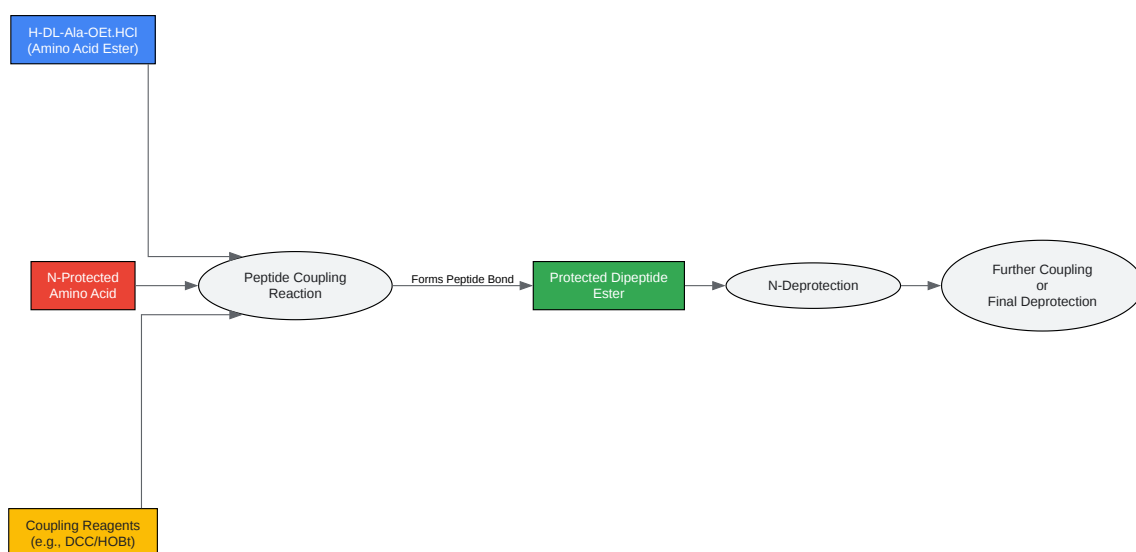 H-DL-Ala-OEt.HCl
(Amino Acid Ester)
N-Protected
Amino Acid
Peptide Coupling
Reaction
Forms Peptide Bond
Protected Dipeptide
Ester
N-Deprotection
Further Coupling
or
Final Deprotection
Coupling Reagents
(e.g., DCC/HOBt)